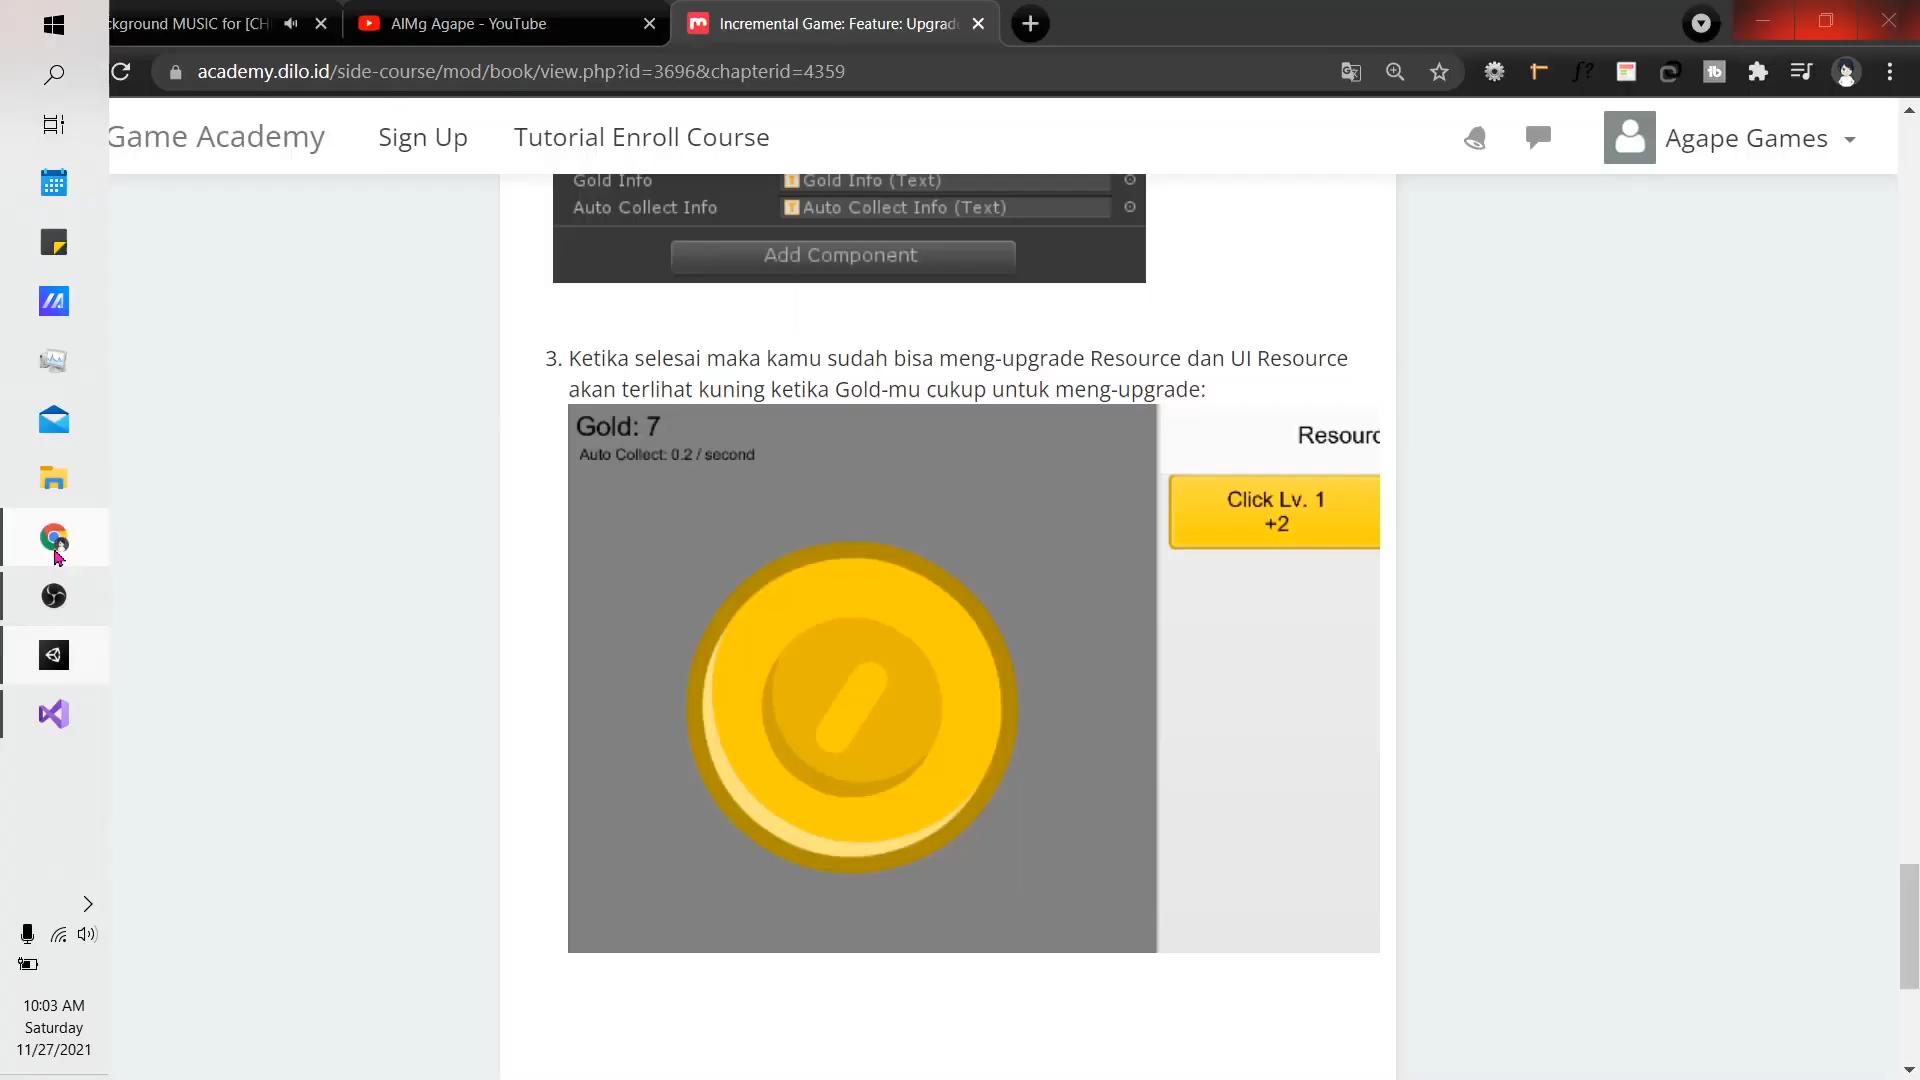 ckground MUSIC for [CH
AIMg Agape - YouTube
Incremental Game: Feature: Upgrad
academy.dilo.id/side-course/mod/book/view.php?id=3696&chapterid=4359
Game Academy
Sign Up
Tutorial Enroll Course
Agape Games
Gold Info
Gold Info (Text)
Auto Collect Info
Auto Collect Info (Text)
Add Component
3. Ketika selesai maka kamu sudah bisa meng-upgrade Resource dan UI Resource
akan terlihat kuning ketika Gold-mu cukup untuk meng-upgrade:
Gold: 7
Auto Collect: 0.2 / second
Resourc
Click Lv. 1
+2
10:03 AM
Saturday
11/27/2021